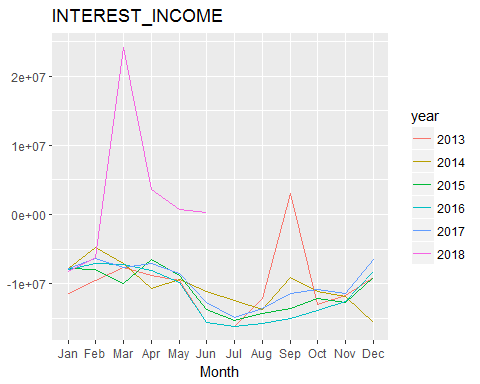 INTEREST_INCOME
2e+07
1e+07
0e+00
-1e+07
Jan Feb Mar Apr May Jun Jul Aug Sep Oct Nov Dec
Month
year
2013
2014
2015
2016
2017
2018